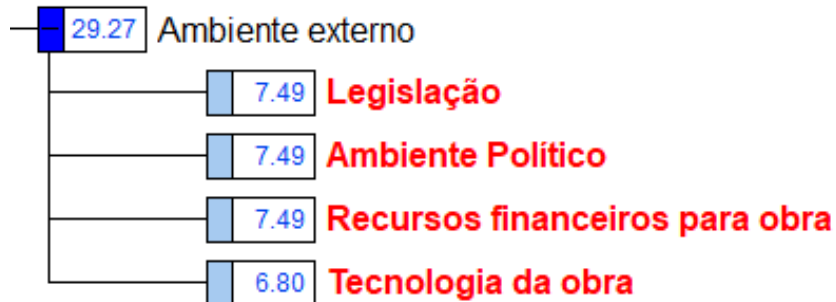 29.27 Ambiente externo
7.49 Legislação
7.49 Ambiente Político
7.49 Recursos financeiros para obra
6.80 Tecnologia da obra